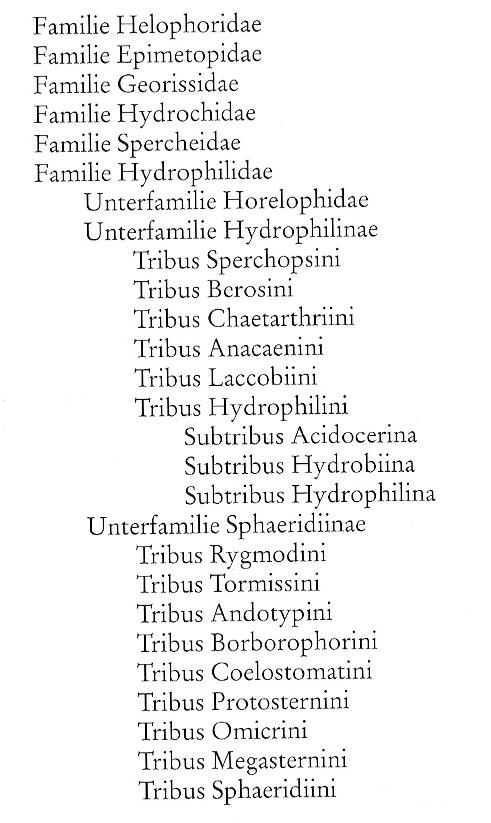 Familie Helophoridae
Familie Epimetopidae
Familie Georissidae
Familie Hydrochidae
Familie Spercheidae
Familie Hydrophilidae
Unterfamilie Horelophidae
Unterfamilie Hydrophilinae
Tribus Sperchopsini
Tribus Berosini
Tribus Chaetarthriini
Tribus Anacaenini
Tribus Laccobiini
Tribus Hydrophilini
Subtribus Acidocerina
Subtribus Hydrobiina
Subtribus Hydrophilina
Unterfamilie Sphaeridiinae
Tribus Rygmodini
Tribus Tormissini
Tribus Andotypini
Tribus Borborophorini
Tribus Coelostomatini
Tribus Protosternini
Tribus Omicrini
Tribus Megasternini
Tribus Sphaeridiini